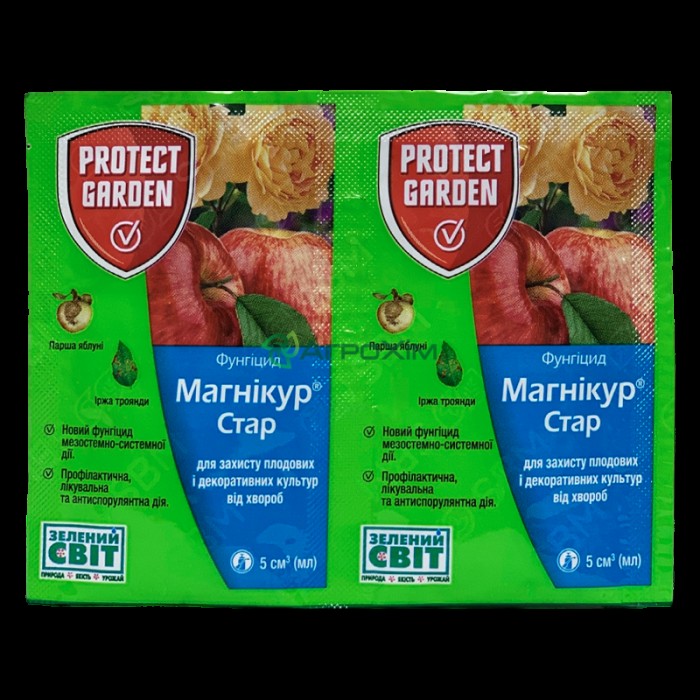 PROTECT
GARDEN
Парша яблуні
Іржа троянди
Новий фунгіцид
мезостемно-системної
дії.
Профілактична,
лікувальна
та антиспорулянтна дія.
Фунгіцид
Магнікур®
Стар
для захисту плодових
і декоративних культур
від хвороб
ЗЕЛЕНИЙ
СВІТ
ПРИРОДА ЯКІСТЬ УРОЖАЙ
5 см³ (мл)
PROTECT
GARDEN
Парша яблуні
Іржа троянди
Новий фунгіцид
мезостемно-системної
дії.
Профілактична,
лікувальна
та антиспорулянтна дія.
Фунгіцид
Магнікур®
Стар
для захисту плодових
і декоративних культур
від хвороб
ЗЕЛЕНИЙ
СВІТ
ПРИРОДА ЯКІСТЬ УРОЖАЙ
5 см³ (мл)
АГРОХІМ